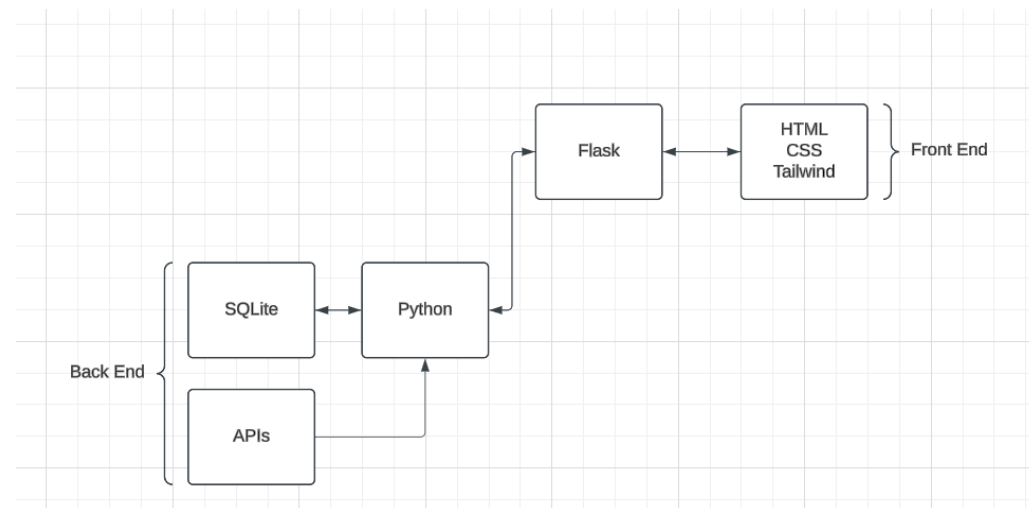 Flask
HTML
CSS
Tailwind
Front End
SQLite
Python
Back End
APIs